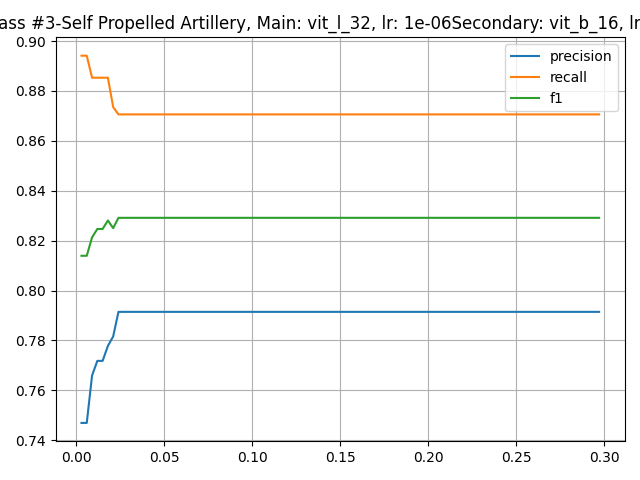 ass #3-Self Propelled Artillery, Main: vit_l_32, lr: 1e-06Secondary: vit_b_16, lr
precision
recall
f1
0.90
0.88
0.86
0.84
0.82
0.80
0.78
0.76
0.74
0.00 0.05 0.10 0.15 0.20 0.25 0.30